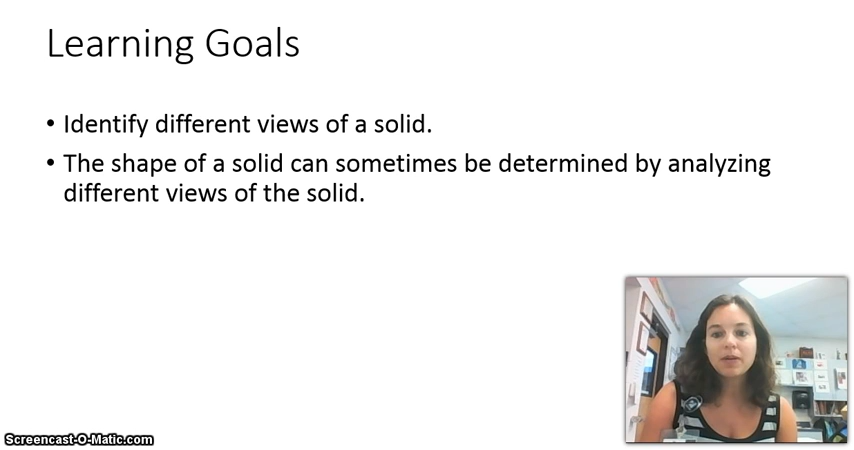 Learning Goals
• Identify different views of a solid.
• The shape of a solid can sometimes be determined by analyzing
different views of the solid.
Screencast-O-Matic.com